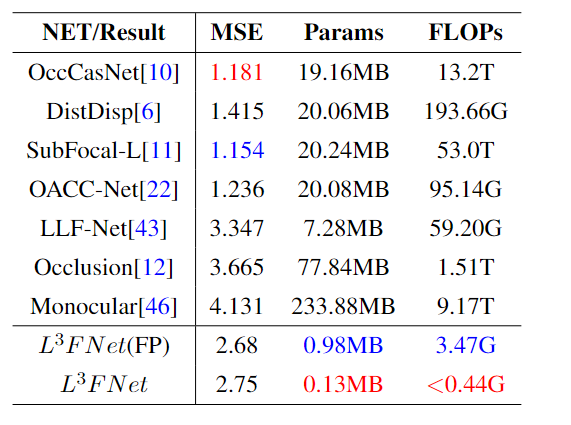 NET/Result MSE Params FLOPs
OccCasNet[10] 1.181 19.16MB 13.2T
DistDisp[6] 1.415 20.06MB 193.66G
SubFocal-L[11] 1.154 20.24MB 53.0T
OACC-Net[22] 1.236 20.08MB 95.14G
LLF-Net[43] 3.347 7.28MB 59.20G
Occlusion[12] 3.665 77.84MB 1.51T
Monocular[46] 4.131 233.88MB 9.17T
L³FNet(FP) 2.68 0.98MB 3.47G
L³FNet 2.75 0.13MB <0.44G